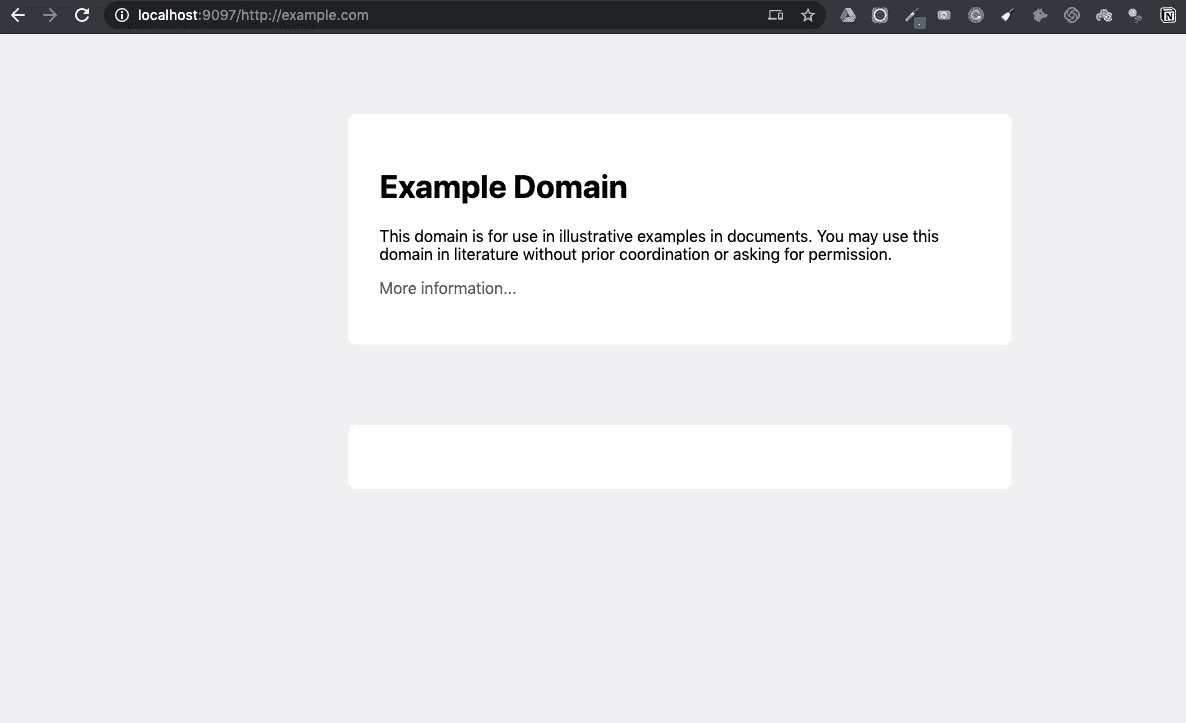 localhost:9097/http://example.com
Example Domain
This domain is for use in illustrative examples in documents. You may use this
domain in literature without prior coordination or asking for permission.
More information...